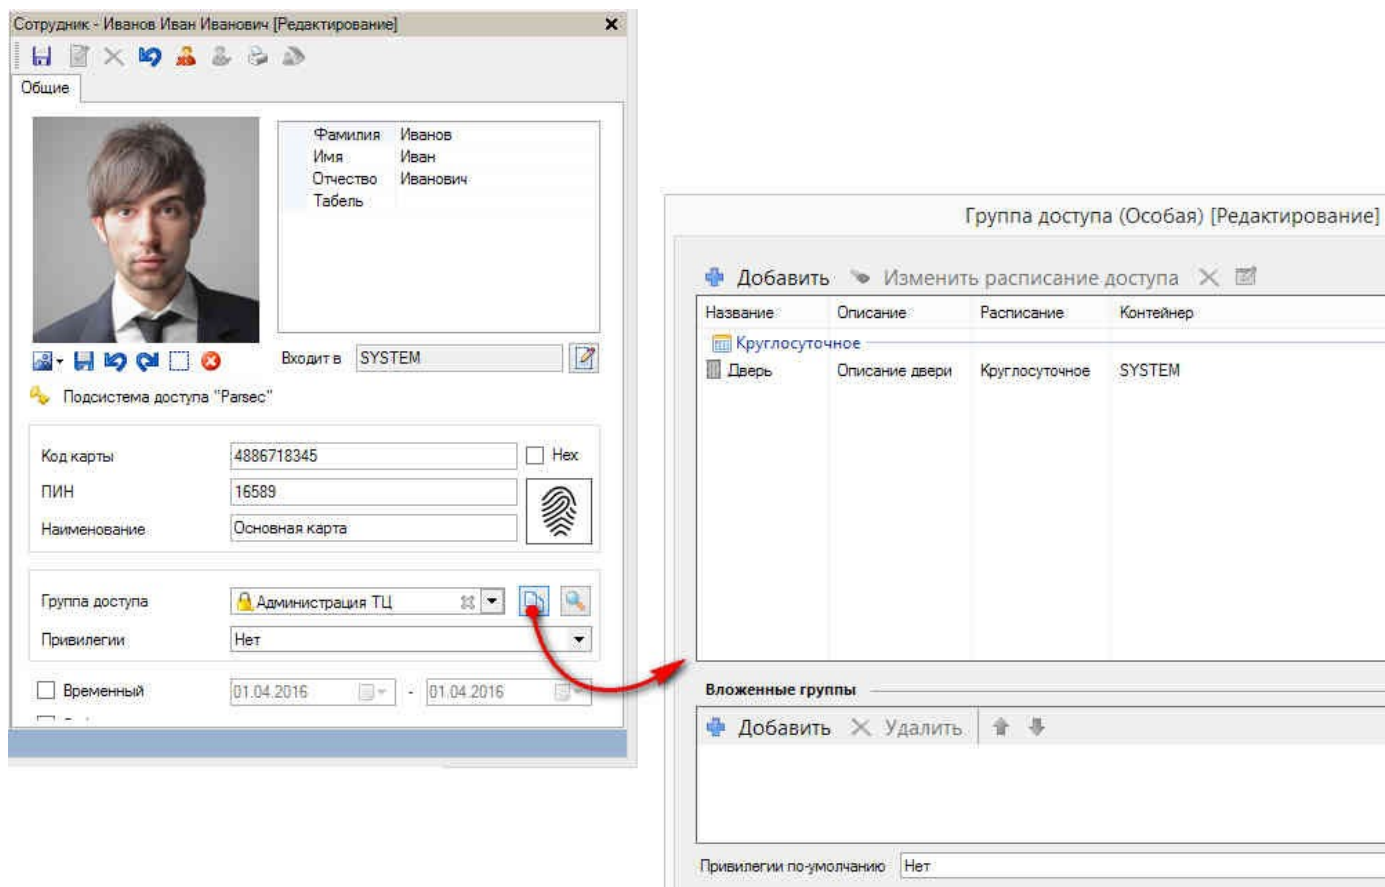 Сотрудник - Иванов Иван Иванович [Редактирование]
Общие
Фамилия Иванов
Имя Иван
Отчество Иванович
Табель
Входит в SYSTEM
Подсистема доступа "Parsec"
Код карты 4886718345 Hex
ПИН 16589
Наименование Основная карта
Группа доступа Администрация ТЦ
Привилегии Нет
Временный 01.04.2016 - 01.04.2016
Группа доступа (Особая) [Редактирование]
Добавить Изменить расписание доступа
Название Описание Расписание Контейнер
Круглосуточное
Дверь Описание двери Круглосуточное SYSTEM
Вложенные группы
Добавить Удалить
Привилегии по-умолчанию Нет